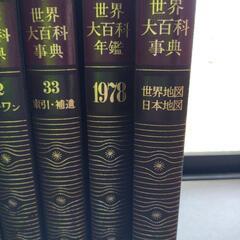 科
典
2
ワン
世界
大百科
事典
33
索引・補遺
世界
大百科
年鑑
1978
世界
大百科
事典
世界地図
日本地図